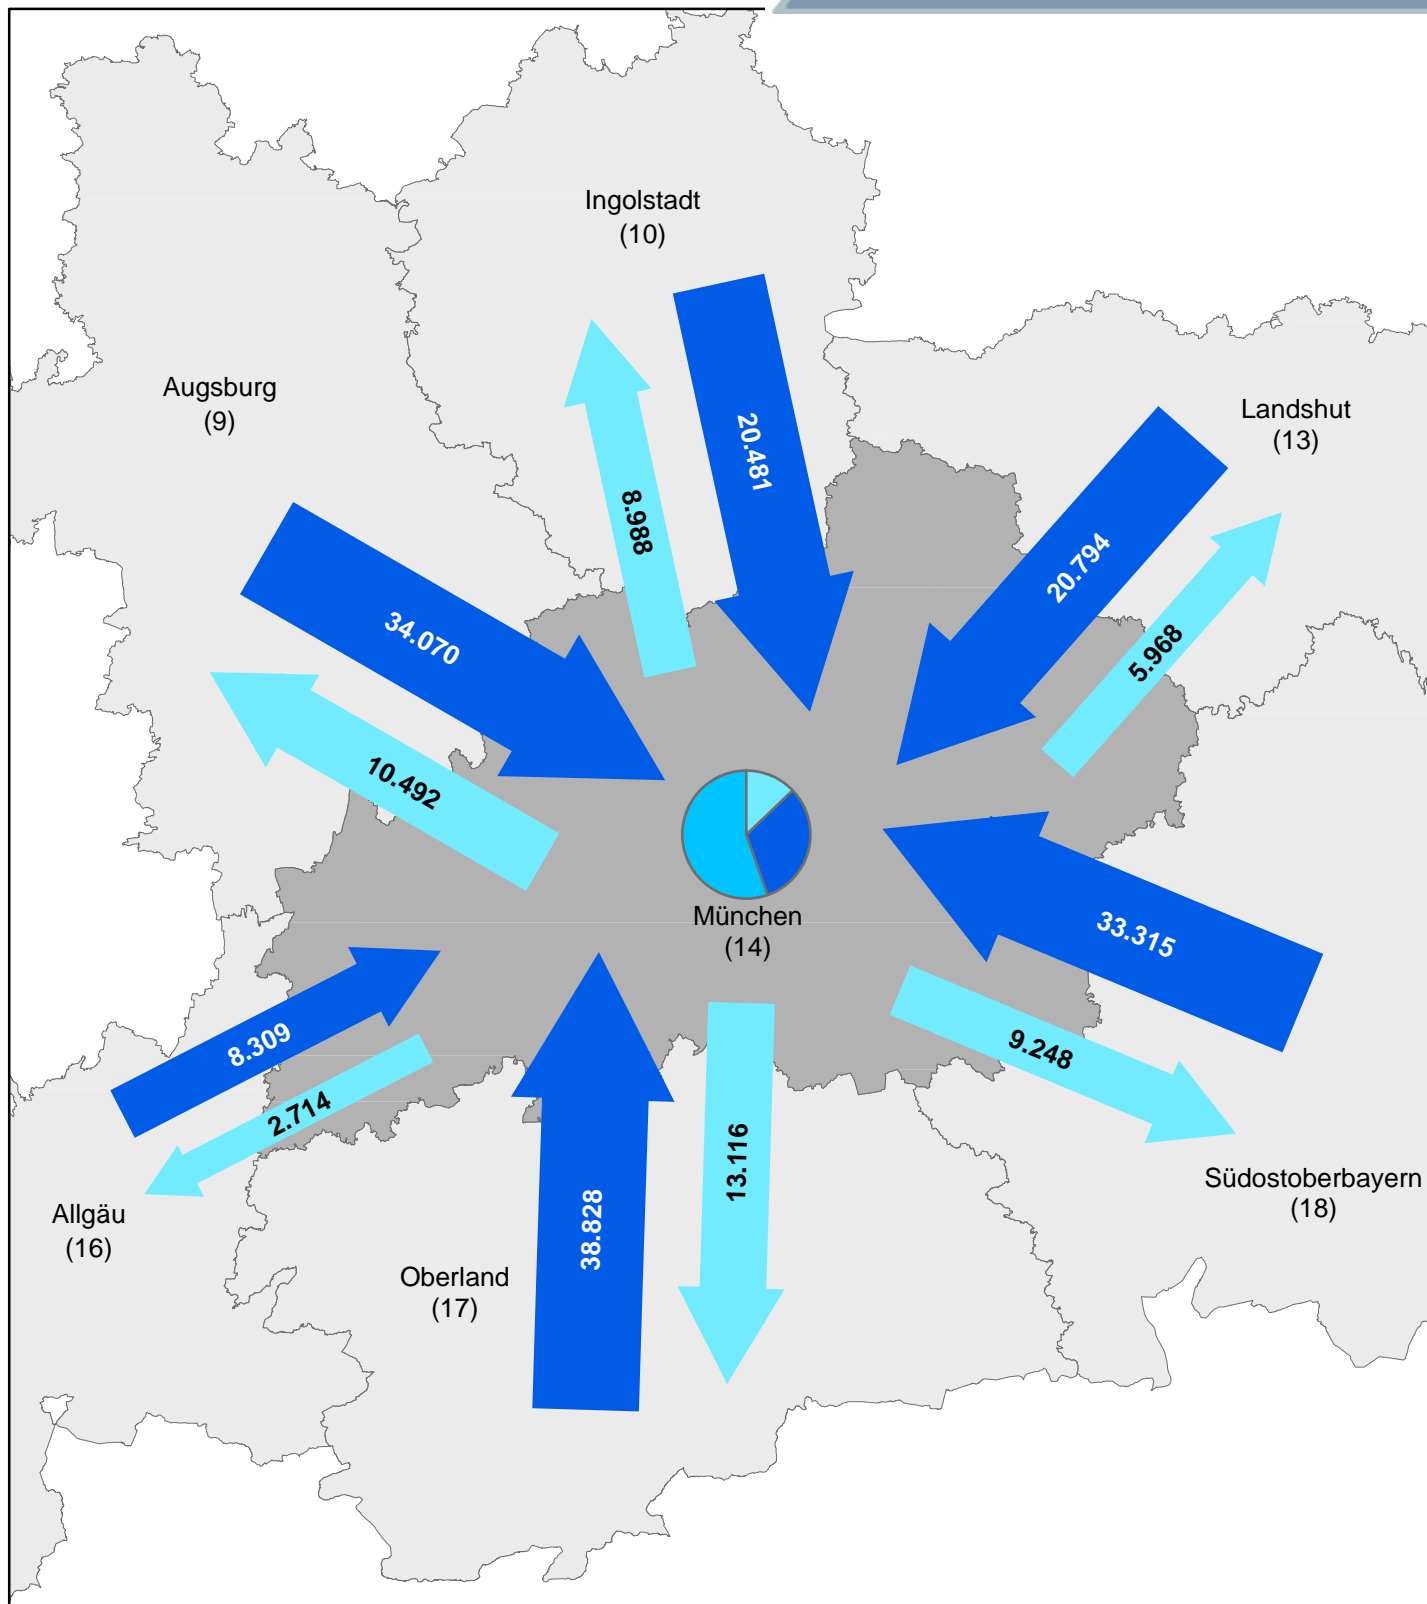 Ingolstadt
(10)
Augsburg
(9)
Landshut
(13)
20.481
8.988
20.794
5.968
34.070
10.492
München
(14)
33.315
9.248
8.309
2.714
13.116
38.828
Südostoberbayern
(18)
Allgäu
(16)
Oberland
(17)